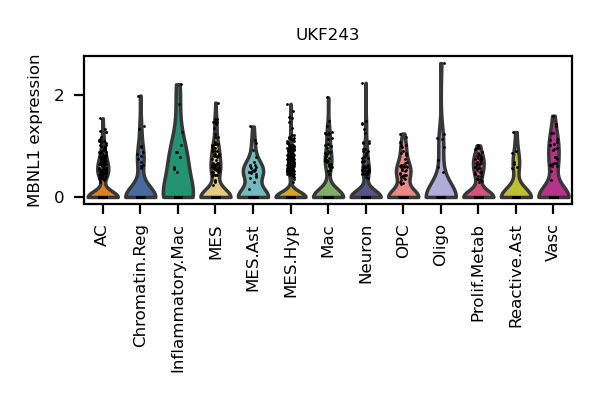 UKF243
MBNL1 expression
2
0
AC
Chromatin.Reg
Inflammatory.Mac
MES
MES.Ast
MES.Hyp
Mac
Neuron
OPC
Oligo
Prolif.Metab
Reactive.Ast
Vasc